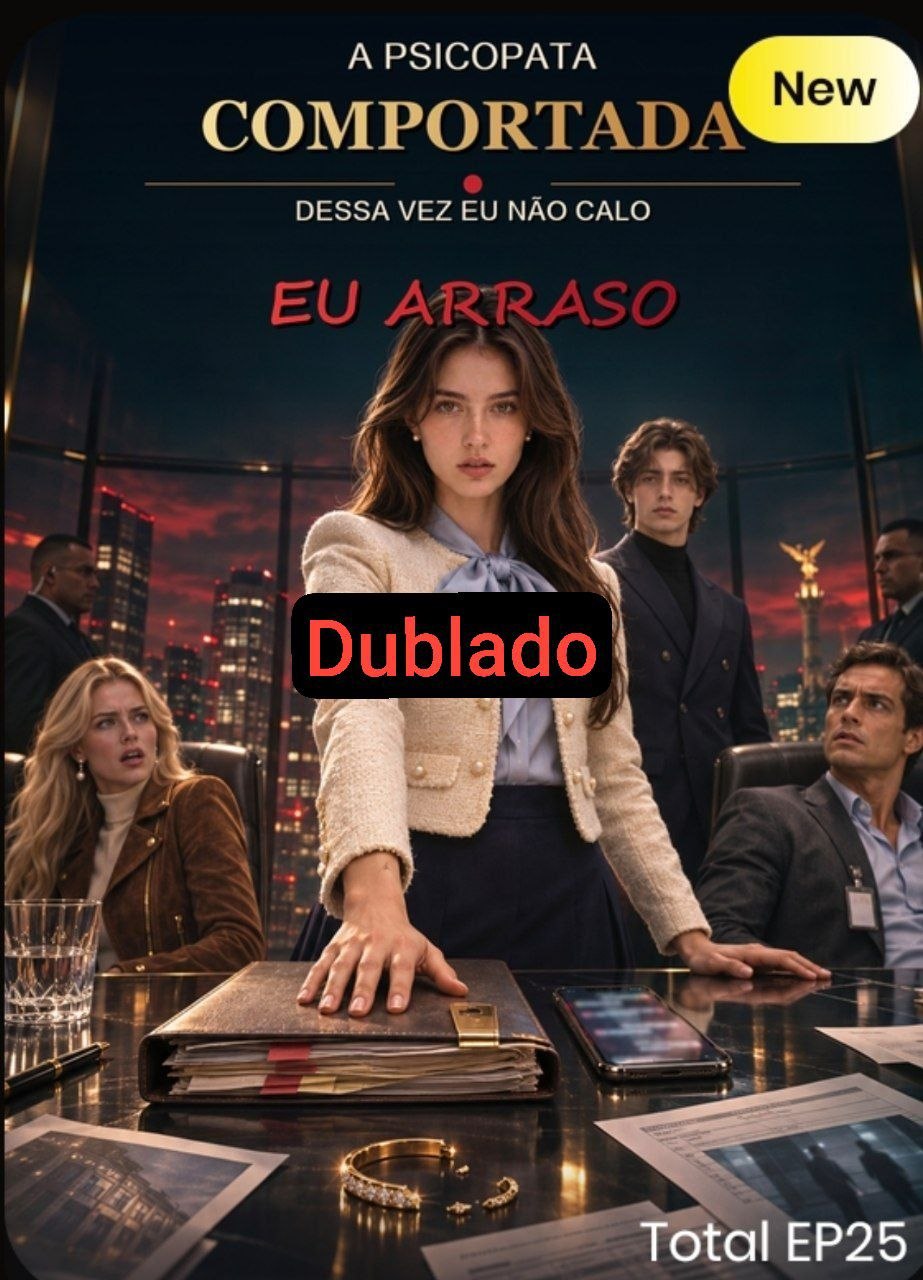 A PSICOPATA
New
COMPORTADA
DESSA VEZ EU NÃO CALO
EU ARRASO
Dublado
Total EP25